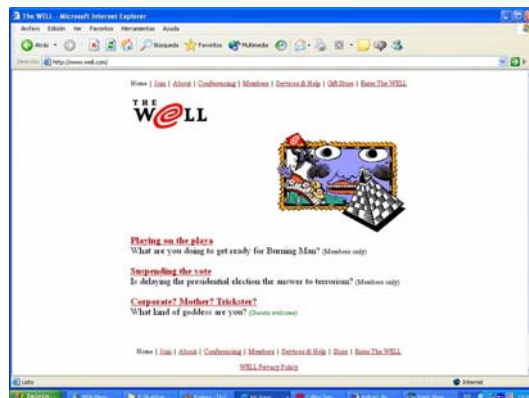 The WELL - Microsoft Internet Explorer
Archivo Edición Ver Favoritos Herramientas Ayuda
Atrás Búsqueda Favoritos Multimedia
Dirección http://www.well.com/ Ir
Home | Join | About | Conferencing | Members | Services & Help | Gift Store | Enter The WELL
THE
WELL
Playing on the playa
What are you doing to get ready for Burning Man? (Members only)
Suspending the vote
Is delaying the presidential election the answer to terrorism? (Members only)
Corporate? Mother? Trickster?
What kind of goddess are you? (Guests welcome)
Home | Join | About | Conferencing | Members | Services & Help | Store | Enter The WELL
WELL Privacy Policy
Listo Internet
Inicio